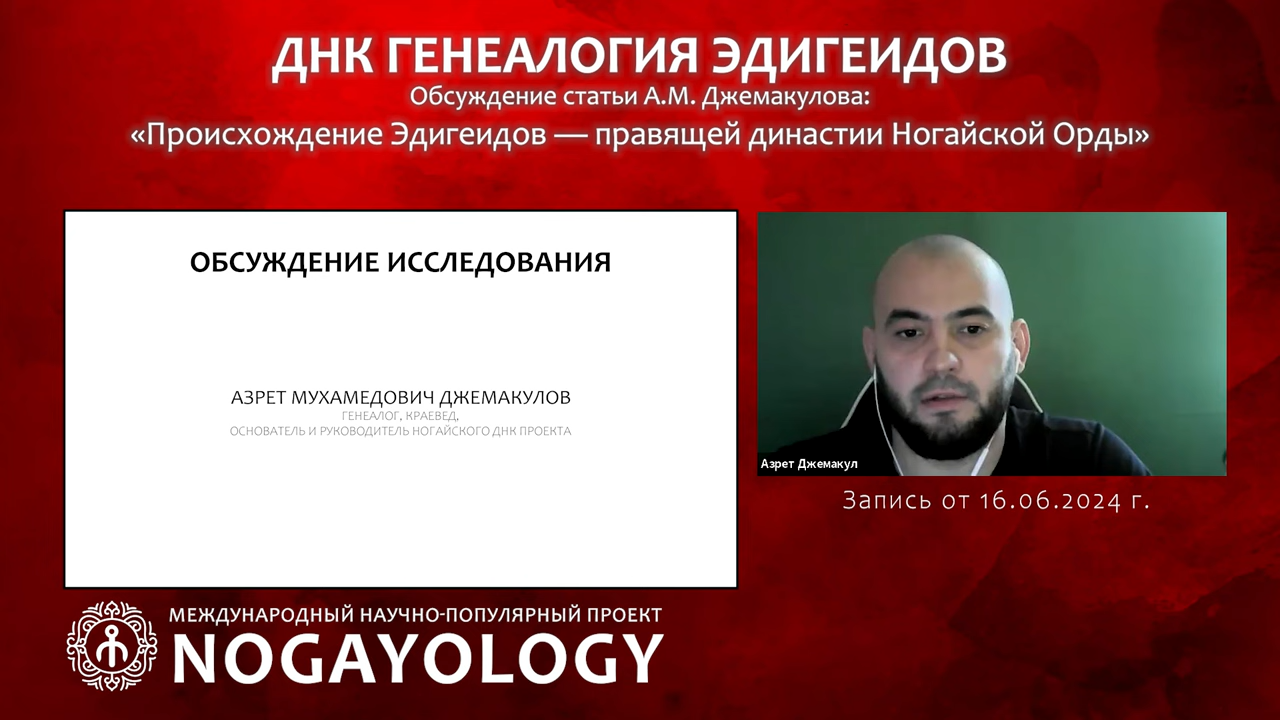 ДНК ГЕНЕАЛОГИЯ ЭДИГЕИДОВ
Обсуждение статьи А.М. Джемакулова:
«Происхождение Эдигеидов — правящей династии Ногайской Орды»
ОБСУЖДЕНИЕ ИССЛЕДОВАНИЯ
АЗРЕТ МУХАМЕДОВИЧ ДЖЕМАКУЛОВ
ГЕНЕАЛОГ, КРАЕВЕД,
ОСНОВАТЕЛЬ И РУКОВОДИТЕЛЬ НОГАЙСКОГО ДНК ПРОЕКТА
Азрет Джемакул
Запись от 16.06.2024 г.
МЕЖДУНАРОДНЫЙ НАУЧНО-ПОПУЛЯРНЫЙ ПРОЕКТ
NOGAYOLOGY